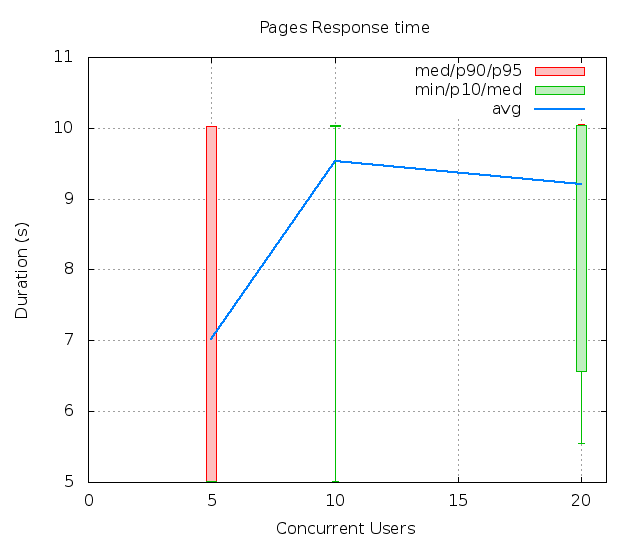 Pages Response time
11
10
9
8
7
6
5
Duration (s)
med/p90/p95
min/p10/med
avg
0
5
10
15
20
Concurrent Users